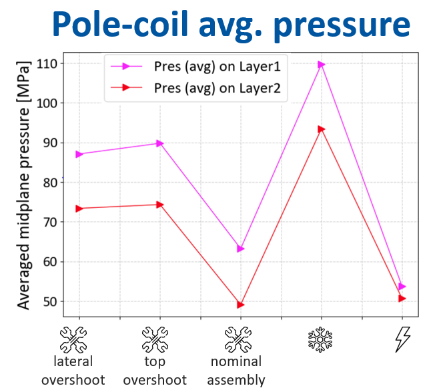 Pole-coil avg. pressure
Pres (avg) on Layer1
Pres (avg) on Layer2
Averaged midplane pressure [MPa]
110
100
90
80
70
60
50
lateral overshoot
top overshoot
nominal assembly